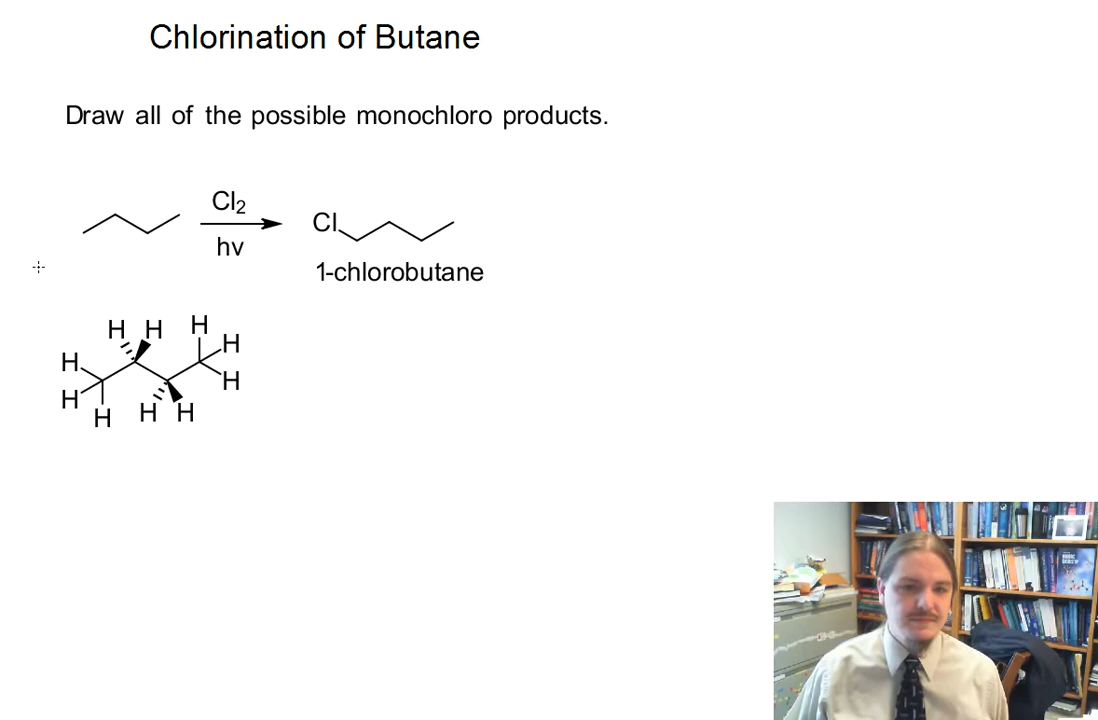 Chlorination of Butane
Draw all of the possible monochloro products.
Cl2
hv
Cl
1-chlorobutane
H H H
H
H
H
H
H
H H